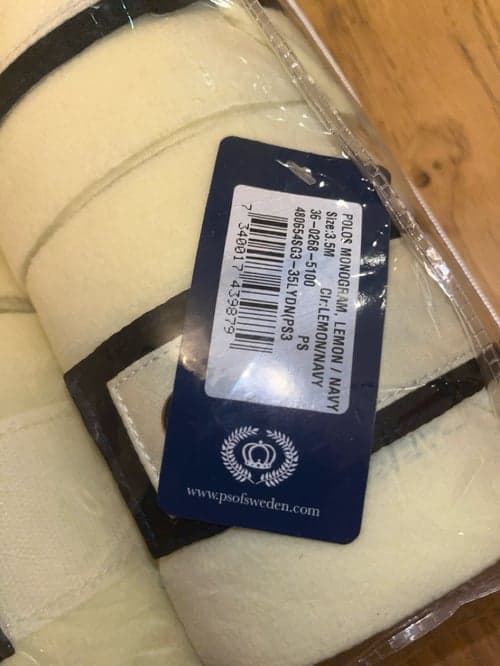 POLOS MONOGRAM, LEMON / NAVY
Size:3.5M Clr:LEMON/NAVY
36-0268-5100 PS
480654SG3-35LYDN(PS3
7 340017 439879
www.psofsweden.com